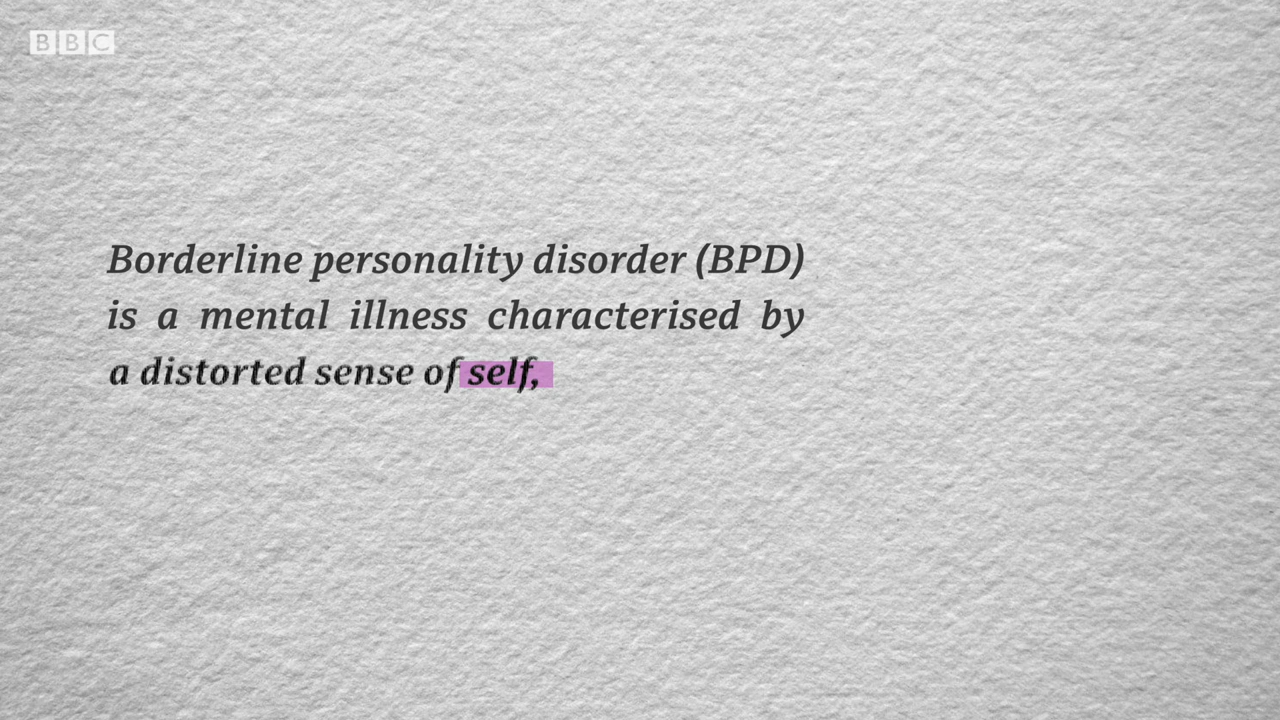 BBC
Borderline personality disorder (BPD)
is a mental illness characterised by
a distorted sense of self,